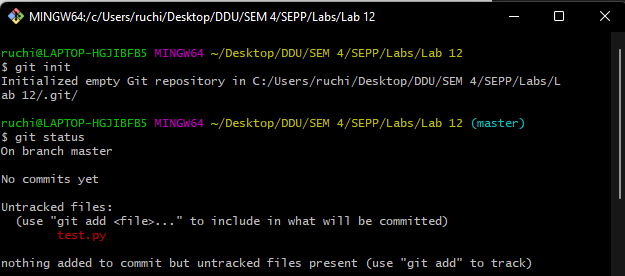 MINGW64:/c/Users/ruchi/Desktop/DDU/SEM 4/SEPP/Labs/Lab 12
ruchi@LAPTOP-HGJIBFB5 MINGW64 ~/Desktop/DDU/SEM 4/SEPP/Labs/Lab 12
$ git init
Initialized empty Git repository in C:/Users/ruchi/Desktop/DDU/SEM 4/SEPP/Labs/L
ab 12/.git/
ruchi@LAPTOP-HGJIBFB5 MINGW64 ~/Desktop/DDU/SEM 4/SEPP/Labs/Lab 12 (master)
$ git status
On branch master
No commits yet
Untracked files:
(use "git add <file>..." to include in what will be committed)
test.py
nothing added to commit but untracked files present (use "git add" to track)